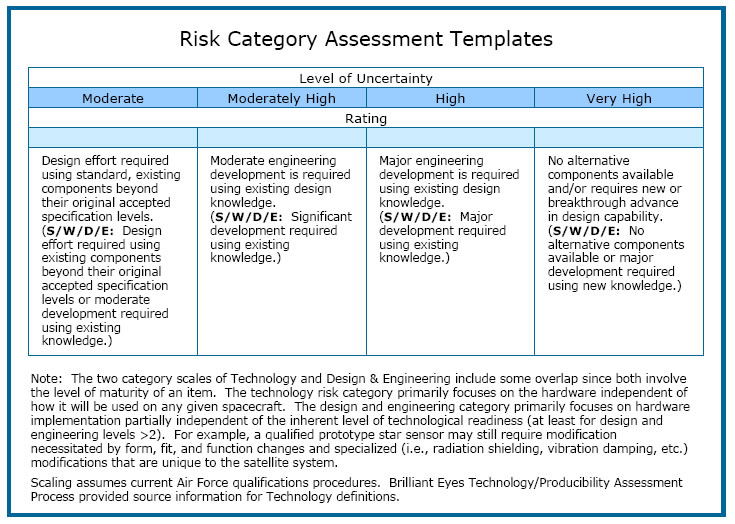 Risk Category Assessment Templates
Level of Uncertainty
Moderate
Moderately High
High
Very High
Rating
Design effort required
using standard, existing
components beyond
their original accepted
specification levels.
(S/W/D/E: Design
effort required using
existing components
beyond their original
accepted specification
levels or moderate
development required
using existing
knowledge.)
Moderate engineering
development is required
using existing design
knowledge.
(S/W/D/E: Significant
development required
using existing
knowledge.)
Major engineering
development is required
using existing design
knowledge.
(S/W/D/E: Major
development required
using existing
knowledge.)
No alternative
components available
and/or requires new or
breakthrough advance
in design capability.
(S/W/D/E: No
alternative components
available or major
development required
using new knowledge.)
Note: The two category scales of Technology and Design & Engineering include some overlap since both involve
the level of maturity of an item. The technology risk category primarily focuses on the hardware independent of
how it will be used on any given spacecraft. The design and engineering category primarily focuses on hardware
implementation partially independent of the inherent level of technological readiness (at least for design and
engineering levels >2). For example, a qualified prototype star sensor may still require modification
necessitated by form, fit, and function changes and specialized (i.e., radiation shielding, vibration damping, etc.)
modifications that are unique to the satellite system.
Scaling assumes current Air Force qualifications procedures. Brilliant Eyes Technology/Producibility Assessment
Process provided source information for Technology definitions.